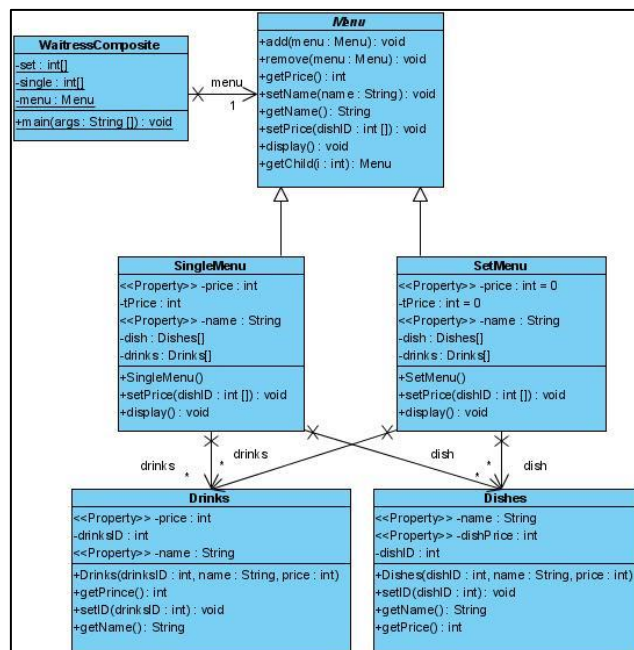 Menu
+add(menu : Menu) : void
+remove(menu : Menu) : void
+getPrice() : int
+setName(name : String) : void
+getName() : String
+setPrice(dishID : int []) : void
+display() : void
+getChild(i : int) : Menu
WaitressComposite
-set : int[]
-single : int[]
-menu : Menu
+main(args : String []) : void
menu
1
SingleMenu
<<Property>> -price : int
-tPrice : int
<<Property>> -name : String
-dish : Dishes[]
-drinks : Drinks[]
+SingleMenu()
+setPrice(dishID : int []) : void
+display() : void
SetMenu
<<Property>> -price : int = 0
-tPrice : int = 0
<<Property>> -name : String
-dish : Dishes[]
-drinks : Drinks[]
+SetMenu()
+setPrice(dishID : int []) : void
+display() : void
drinks
*
drinks
*
dish
*
dish
*
Drinks
<<Property>> -price : int
-drinksID : int
<<Property>> -name : String
+Drinks(drinksID : int, name : String, price : int)
+getPrince() : int
+setID(drinksID : int) : void
+getName() : String
Dishes
<<Property>> -name : String
<<Property>> -dishPrice : int
-dishID : int
+Dishes(dishID : int, name : String, price : int)
+setID(dishID : int) : void
+getName() : String
+getPrice() : int